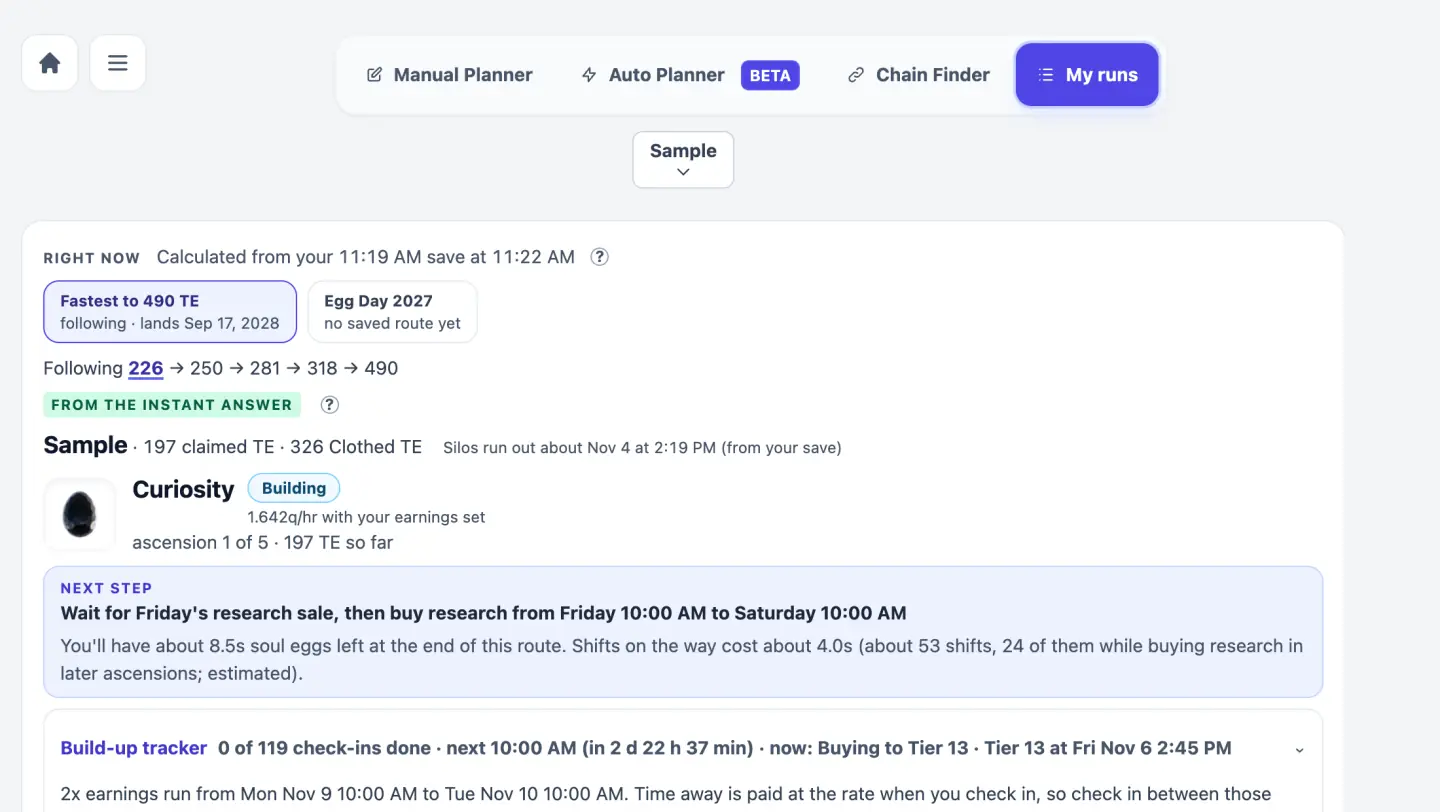 Manual Planner
Auto Planner BETA
Chain Finder
My runs
Sample
RIGHT NOW Calculated from your 11:19 AM save at 11:22 AM ?
Fastest to 490 TE
following · lands Sep 17, 2028
Egg Day 2027
no saved route yet
Following 226 → 250 → 281 → 318 → 490
FROM THE INSTANT ANSWER ?
Sample · 197 claimed TE · 326 Clothed TE Silos run out about Nov 4 at 2:19 PM (from your save)
Curiosity Building
1.642q/hr with your earnings set
ascension 1 of 5 · 197 TE so far
NEXT STEP
Wait for Friday's research sale, then buy research from Friday 10:00 AM to Saturday 10:00 AM
You'll have about 8.5s soul eggs left at the end of this route. Shifts on the way cost about 4.0s (about 53 shifts, 24 of them while buying research in
later ascensions; estimated).
Build-up tracker 0 of 119 check-ins done · next 10:00 AM (in 2 d 22 h 37 min) · now: Buying to Tier 13 · Tier 13 at Fri Nov 6 2:45 PM
2x earnings run from Mon Nov 9 10:00 AM to Tue Nov 10 10:00 AM. Time away is paid at the rate when you check in, so check in between those